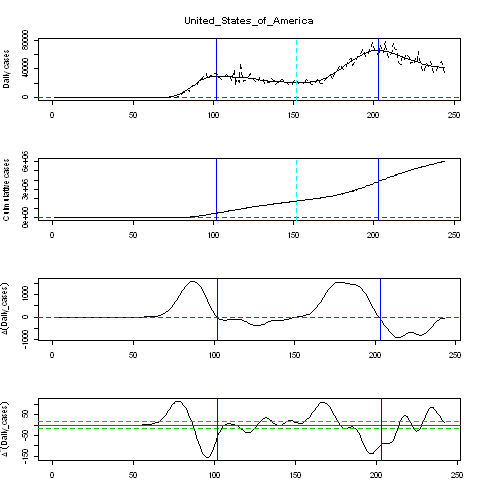 United_States_of_America
Daily cases
80000
40000
0
0 50 100 150 200 250
Cumulative cases
6e+06
3e+06
0e+00
0 50 100 150 200 250
Δ(Daily_cases)
1000
0
-1000
0 50 100 150 200 250
Δ²(Daily_cases)
50
-50
-150
0 50 100 150 200 250